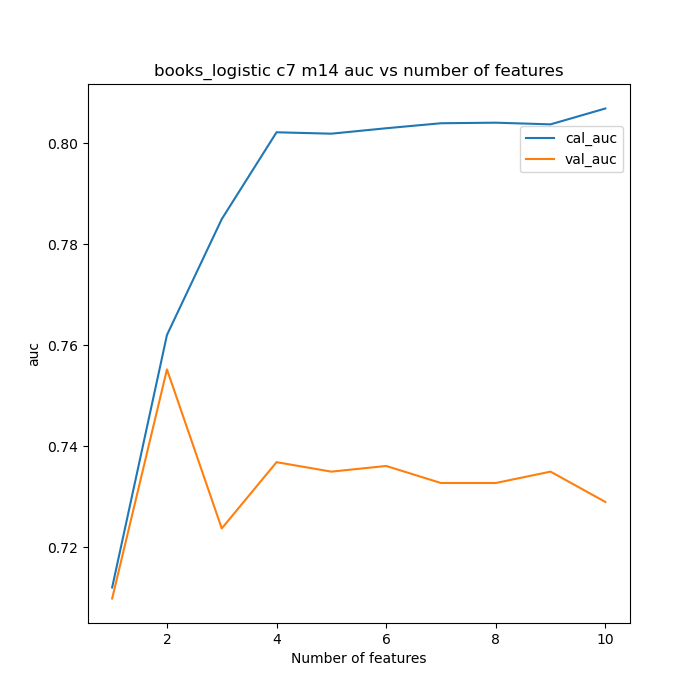 books_logistic c7 m14 auc vs number of features
cal_auc
val_auc
auc
0.80
0.78
0.76
0.74
0.72
2 4 6 8 10
Number of features